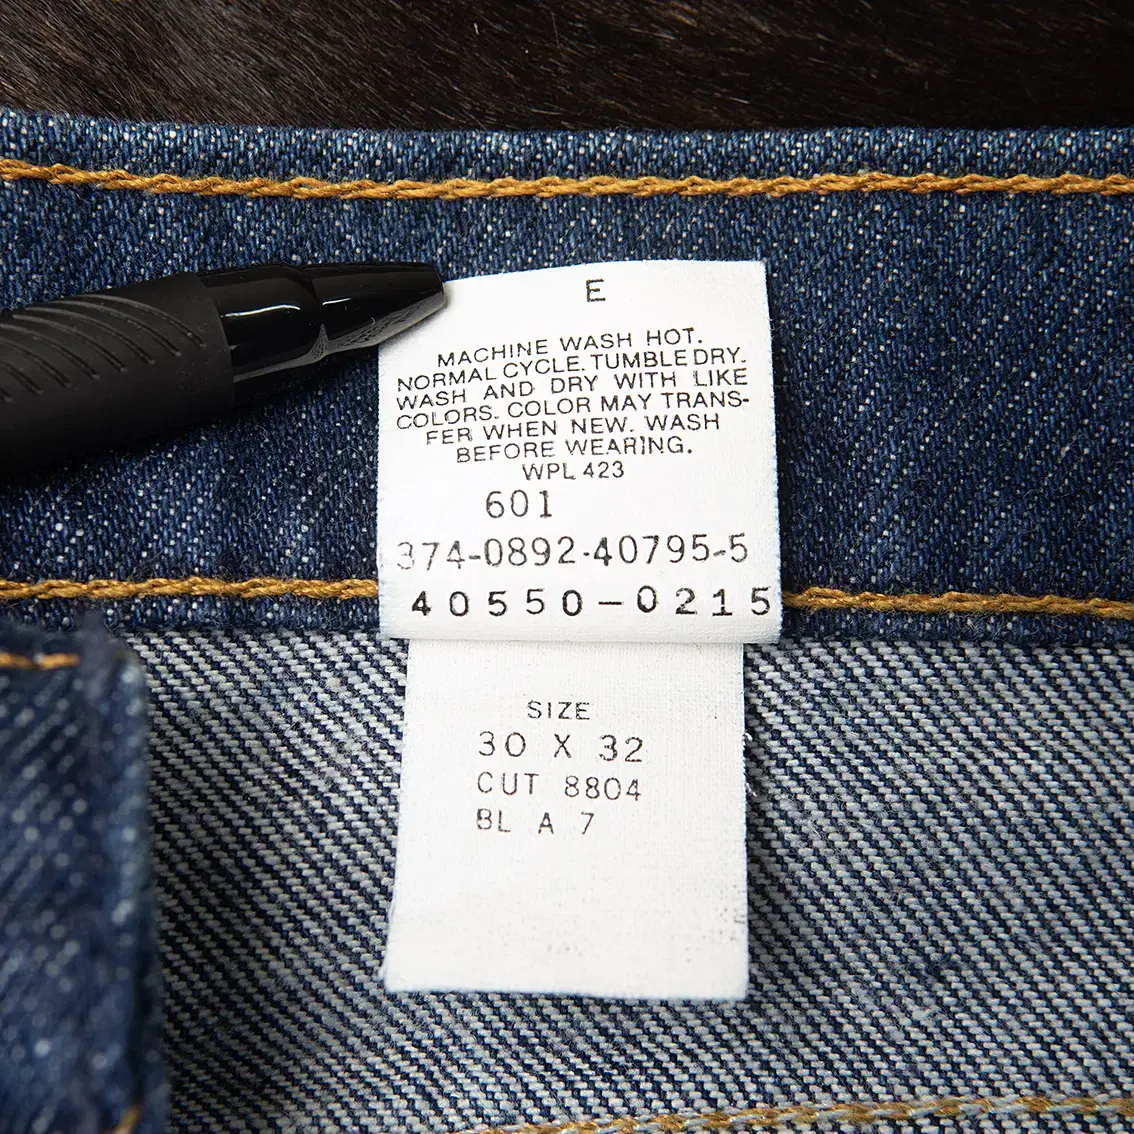 E
MACHINE WASH HOT.
NORMAL CYCLE. TUMBLE DRY.
WASH AND DRY WITH LIKE
COLORS. COLOR MAY TRANS-
FER WHEN NEW. WASH
BEFORE WEARING.
WPL 423
601
374-0892-40795-5
40550-0215
SIZE
30 X 32
CUT 8804
BL A 7